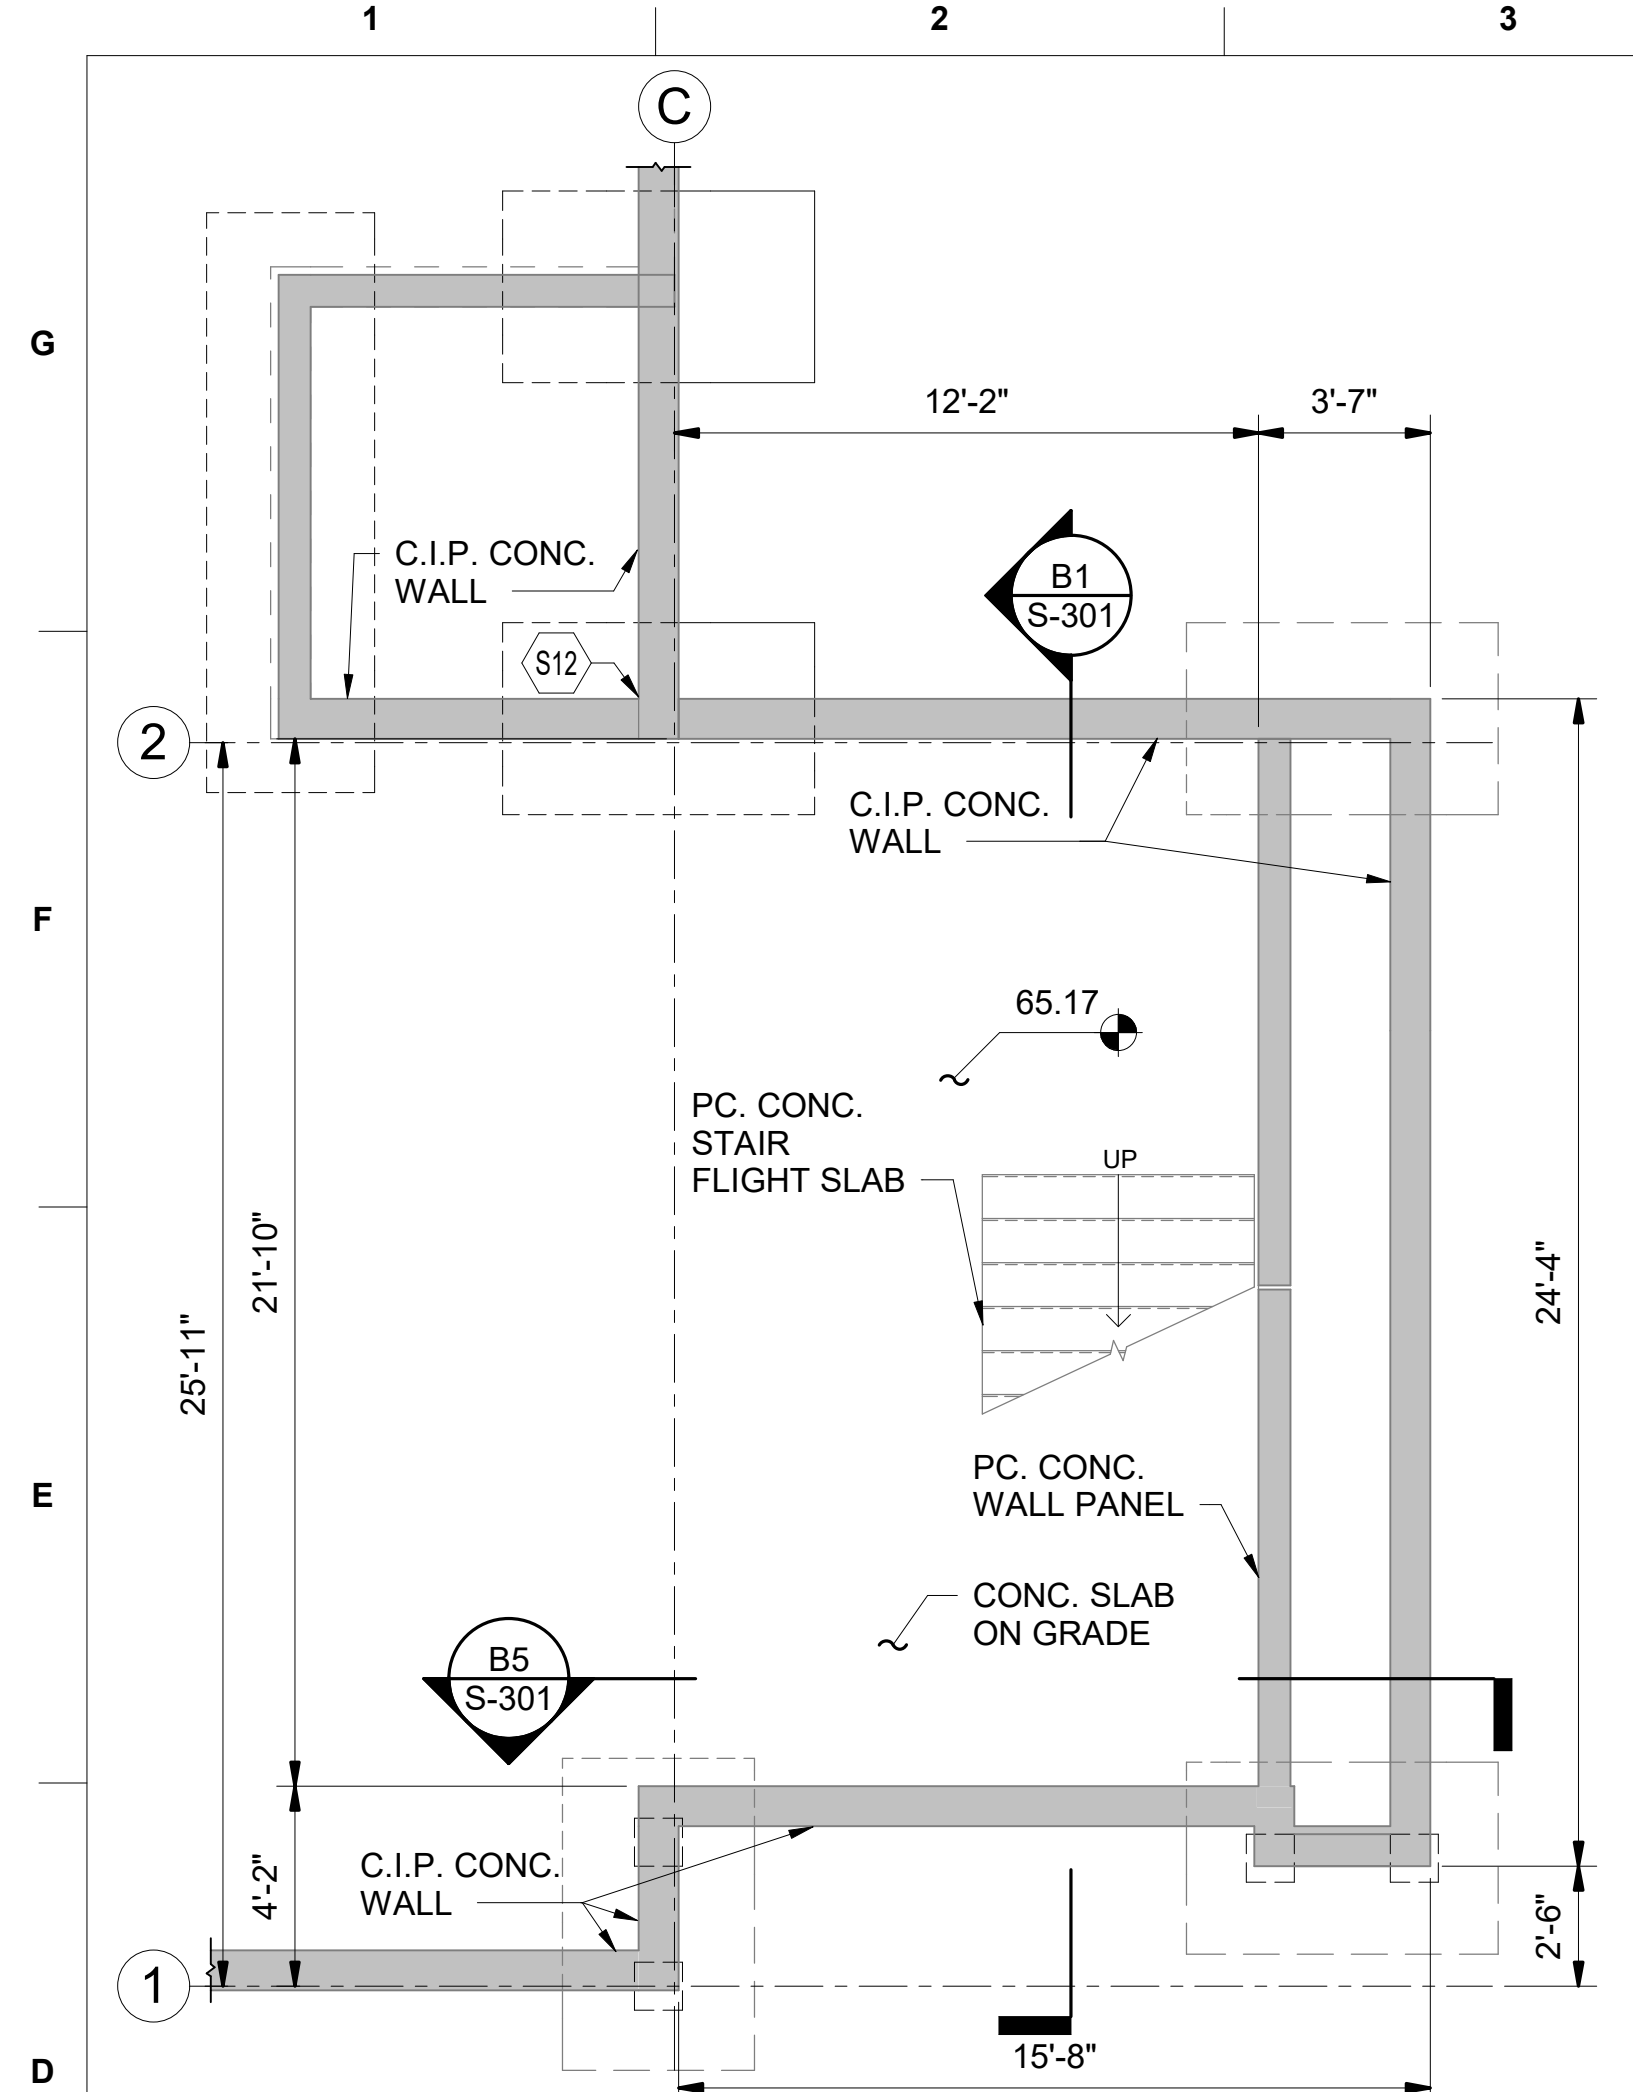 1
2
3
C
G
12'-2"
3'-7"
C.I.P. CONC.
WALL
B1
S-301
S12
2
C.I.P. CONC.
WALL
F
65.17
PC. CONC.
STAIR
FLIGHT SLAB
UP
21'-10"
25'-11"
24'-4"
E
PC. CONC.
WALL PANEL
CONC. SLAB
ON GRADE
B5
S-301
C.I.P. CONC.
WALL
4'-2"
2'-6"
1
15'-8"
D